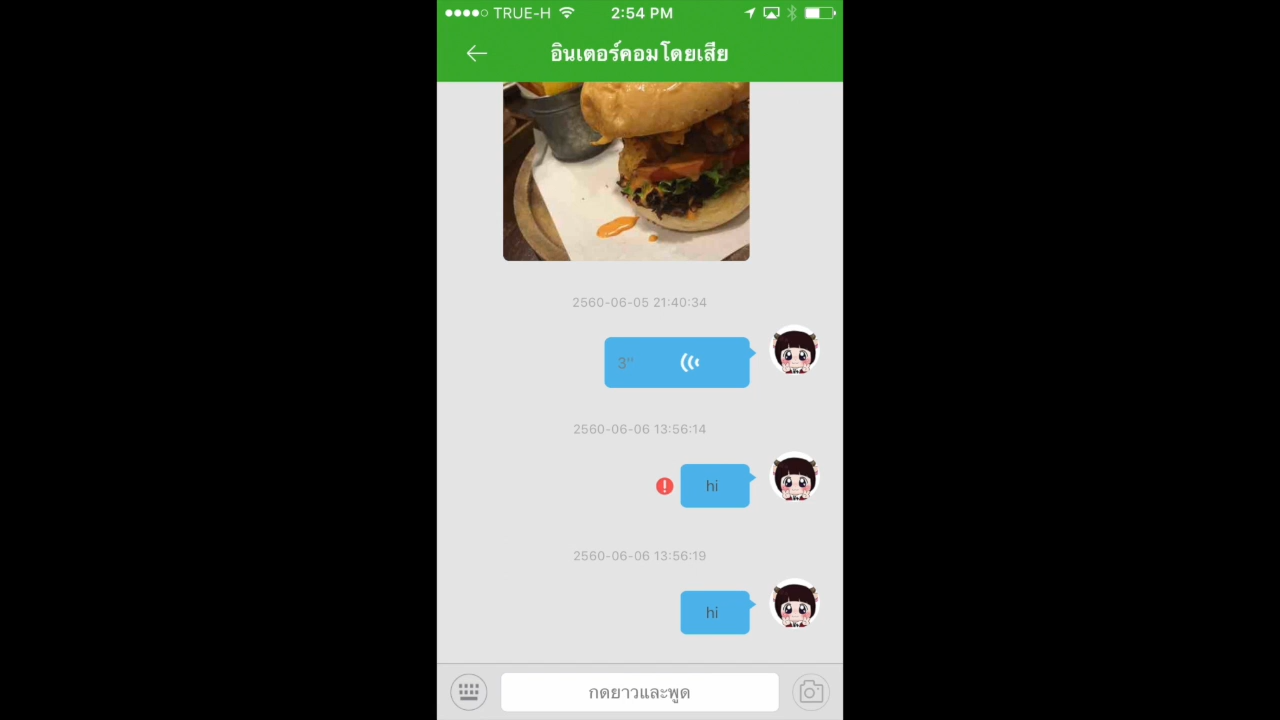 TRUE-H 2:54 PM
อินเตอร์คอมโดยเสีย
2560-06-05 21:40:34
3''
2560-06-06 13:56:14
hi
2560-06-06 13:56:19
hi
กดยาวและพูด